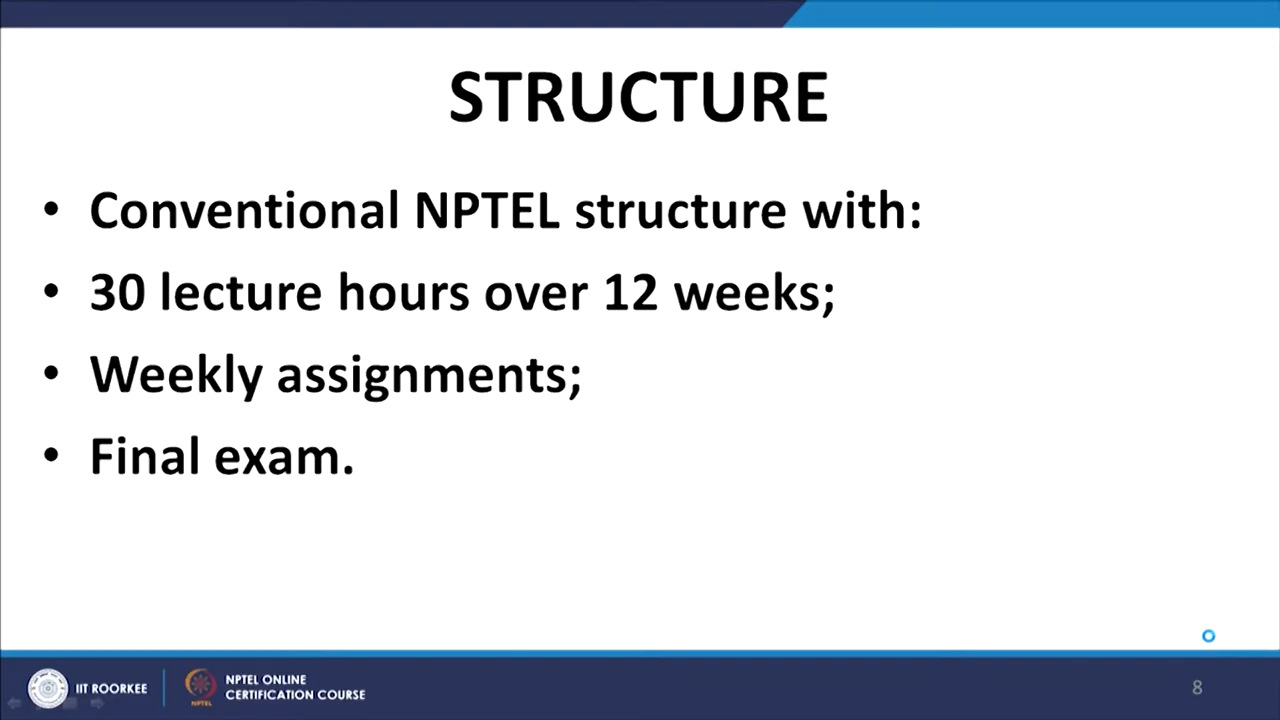 STRUCTURE
• Conventional NPTEL structure with:
• 30 lecture hours over 12 weeks;
• Weekly assignments;
• Final exam.
IIT ROORKEE
NPTEL
NPTEL ONLINE
CERTIFICATION COURSE
8